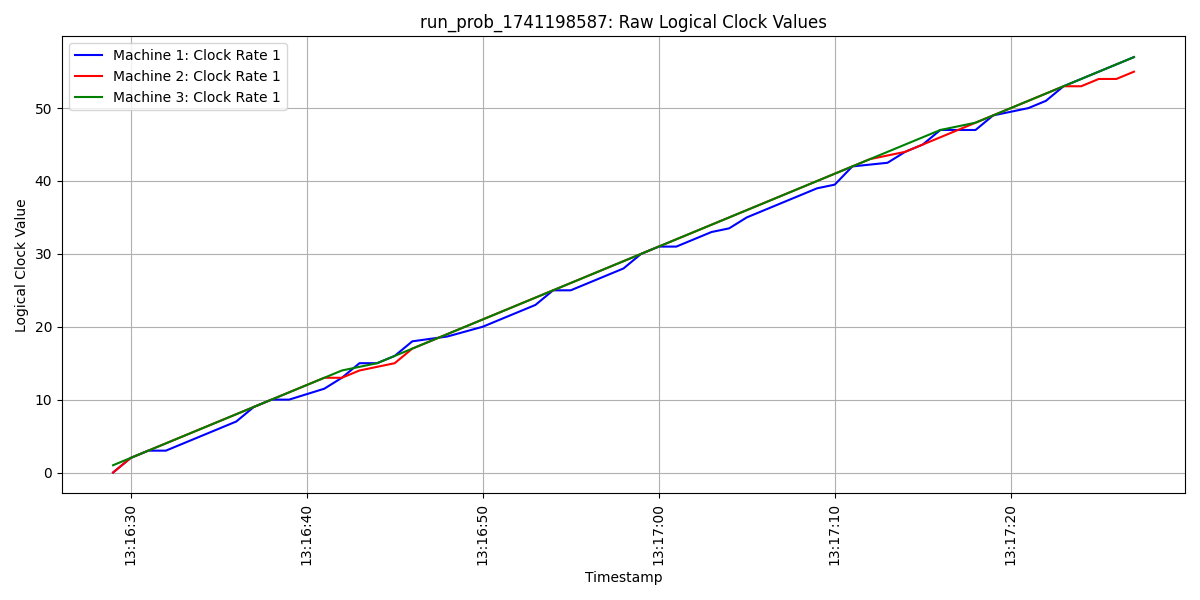 run_prob_1741198587: Raw Logical Clock Values
Machine 1: Clock Rate 1
Machine 2: Clock Rate 1
Machine 3: Clock Rate 1
Logical Clock Value
50
40
30
20
10
0
13:16:30
13:16:40
13:16:50
13:17:00
13:17:10
13:17:20
Timestamp